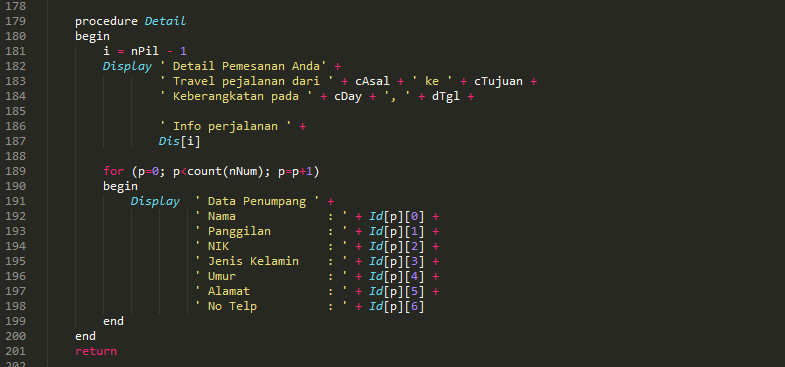 178
179 procedure Detail
180 begin
181 i = nPil - 1
182 Display ' Detail Pemesanan Anda' +
183 ' Travel pejalanan dari ' + cAsal + ' ke ' + cTujuan +
184 ' Keberangkatan pada ' + cDay + ', ' + dTgl +
185
186 ' Info perjalanan ' +
187 Dis[i]
188
189 for (p=0; p<count(nNum); p=p+1)
190 begin
191 Display  ' Data Penumpang ' +
192 ' Nama : ' + Id[p][0] +
193 ' Panggilan : ' + Id[p][1] +
194 ' NIK : ' + Id[p][2] +
195 ' Jenis Kelamin : ' + Id[p][3] +
196 ' Umur : ' + Id[p][4] +
197 ' Alamat : ' + Id[p][5] +
198 ' No Telp : ' + Id[p][6]
199 end
200 end
201 return
202